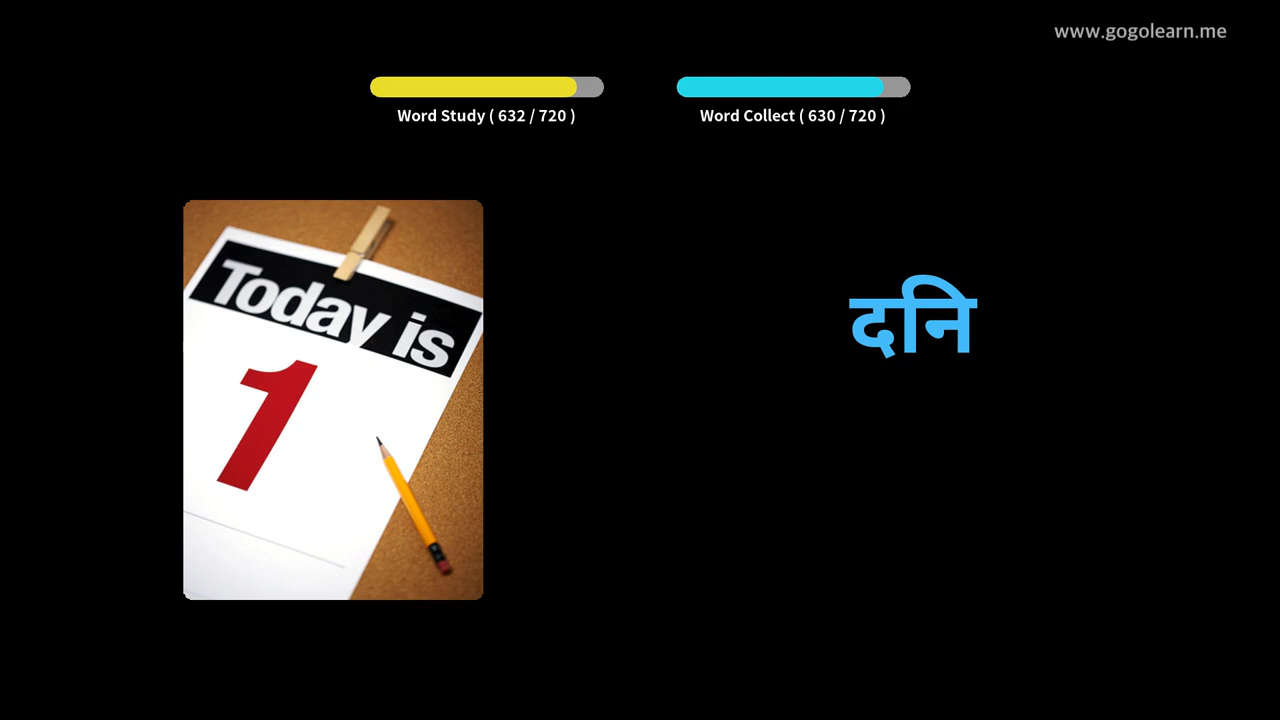 www.gogolearn.me
Word Study ( 632 / 720 )
Word Collect ( 630 / 720 )
Today is
1
दनि